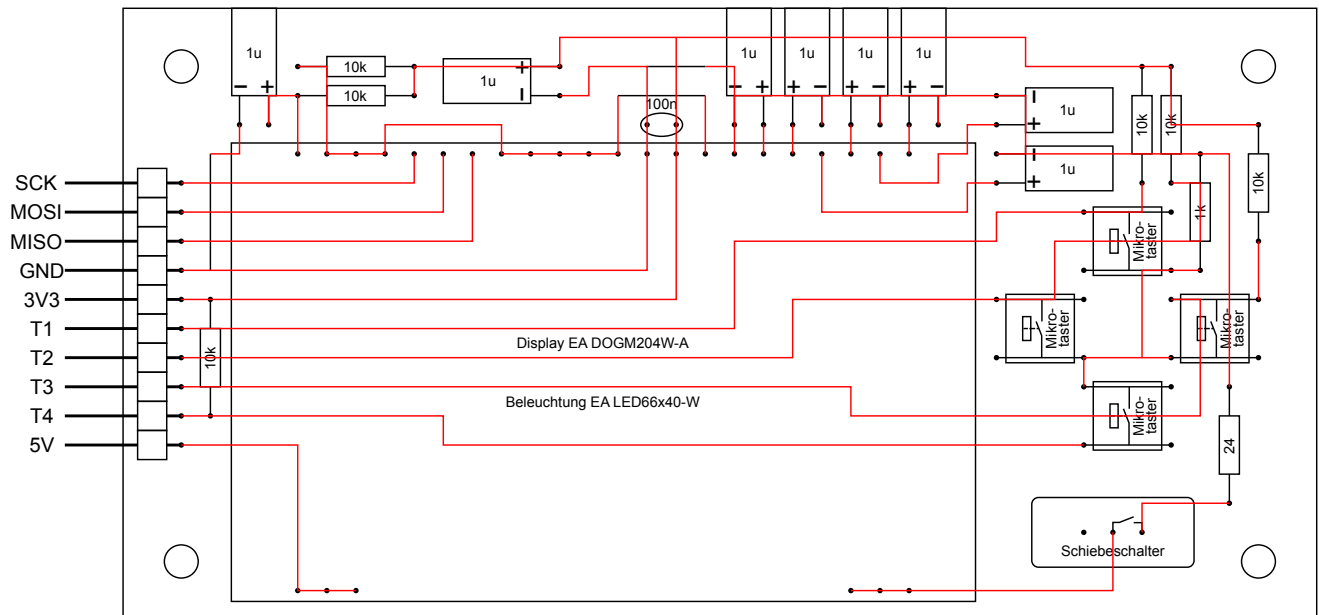 1u
10k
10k
1u
+
−
1u
1u
1u
1u
− +
+ −
+ −
+ −
+ −
100n
− +
1u
10k
10k
10k
− +
1u
1k
SCK
MOSI
MISO
GND
3V3
T1
T2
T3
T4
5V
10k
Mikro-
taster
Mikro-
taster
Mikro-
taster
Mikro-
taster
Display EA DOGM204W-A
Beleuchtung EA LED66x40-W
24
Schiebeschalter